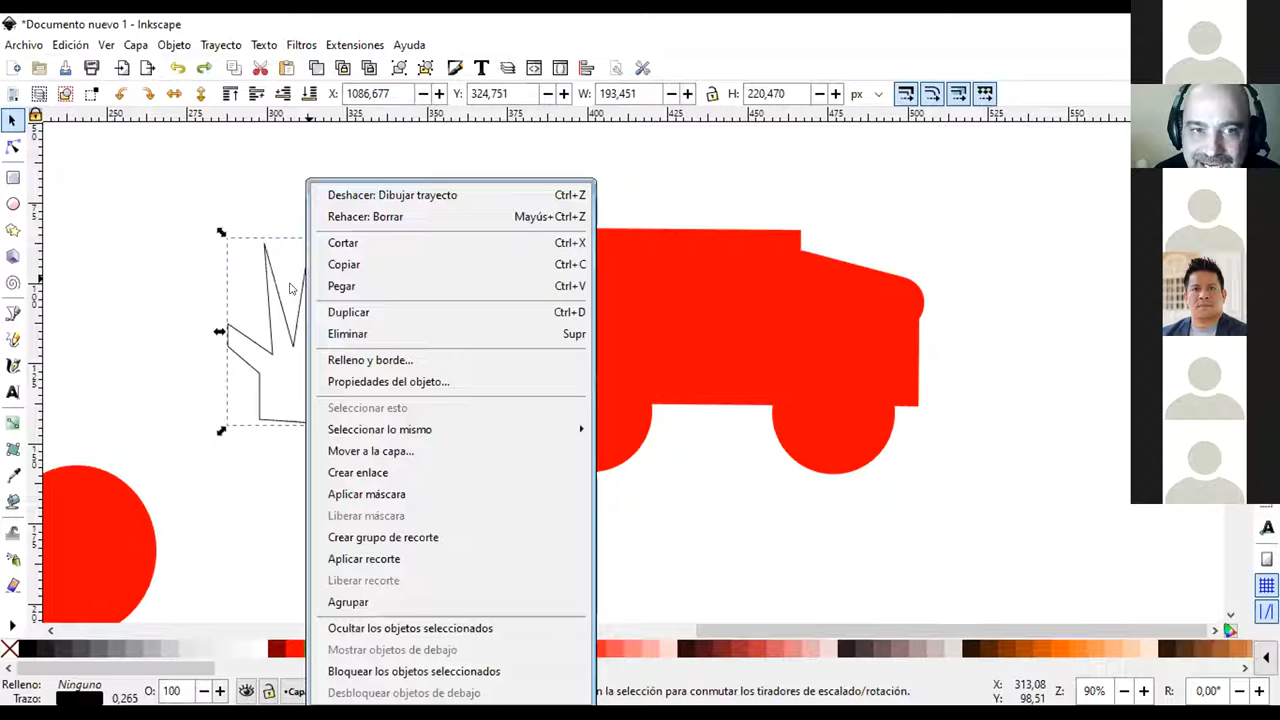 *Documento nuevo 1 - Inkscape
Archivo Edición Ver Capa Objeto Trayecto Texto Filtros Extensiones Ayuda
X: 1086,677 Y: 324,751 W: 193,451 H: 220,470 px
250 300 325 350 375 400 425 450 475 500 525 550
Deshacer: Dibujar trayecto Ctrl+Z
Rehacer: Borrar Mayús+Ctrl+Z
Cortar Ctrl+X
Copiar Ctrl+C
Pegar Ctrl+V
Duplicar Ctrl+D
Eliminar Supr
Relleno y borde...
Propiedades del objeto...
Seleccionar esto
Seleccionar lo mismo
Mover a la capa...
Crear enlace
Aplicar máscara
Liberar máscara
Crear grupo de recorte
Aplicar recorte
Liberar recorte
Agrupar
Ocultar los objetos seleccionados
Mostrar objetos de debajo
Bloquear los objetos seleccionados
Desbloquear objetos de debajo
Relleno: Ninguno
Trazo: 0,265 O: 100 n la selección para conmutar los tiradores de escalado/rotación. X: 313,08 Y: 98,51 Z: 90% R: 0,00°